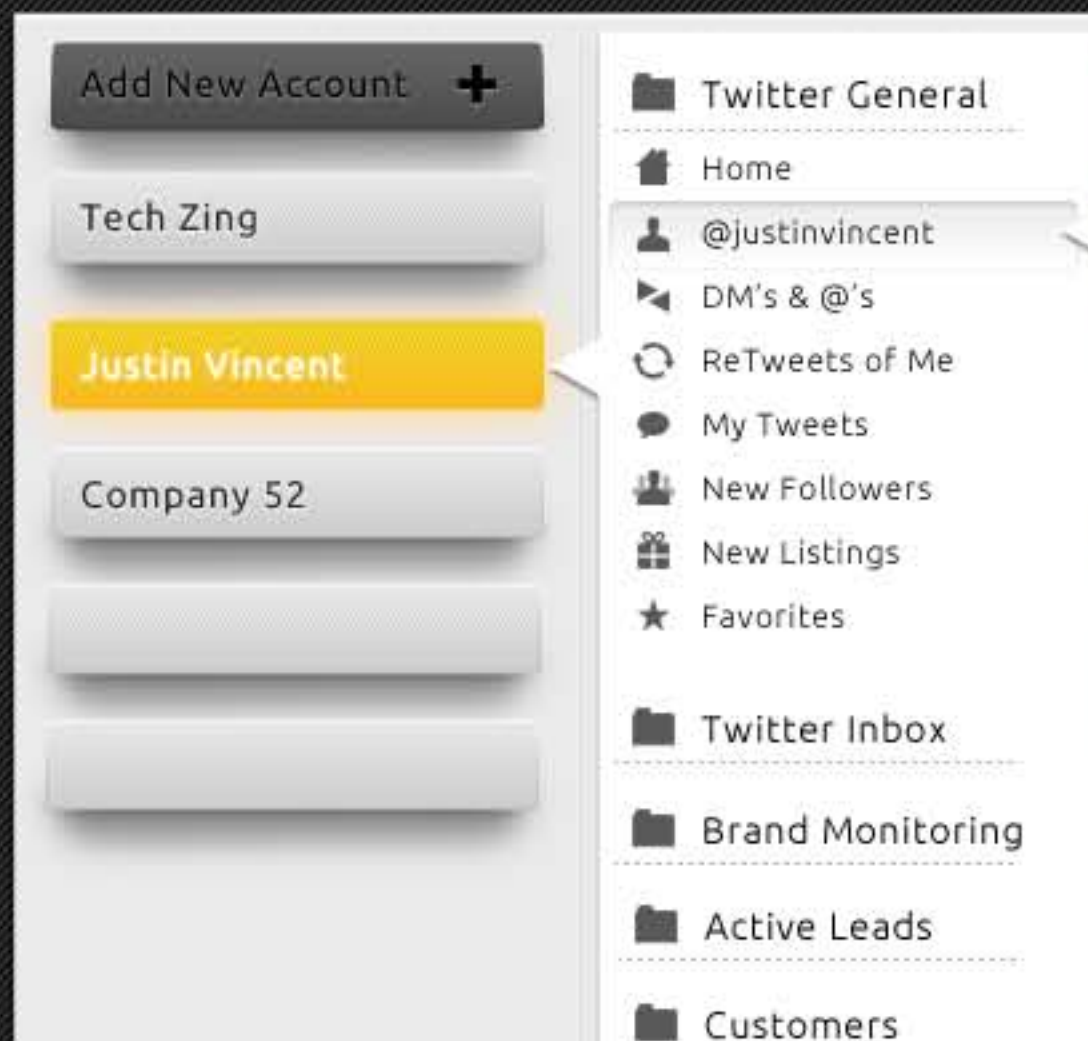 Add New Account
Tech Zing
Justin Vincent
Company 52
Twitter General
Home
@justinvincent
DM's & @'s
ReTweets of Me
My Tweets
New Followers
New Listings
Favorites
Twitter Inbox
Brand Monitoring
Active Leads
Customers